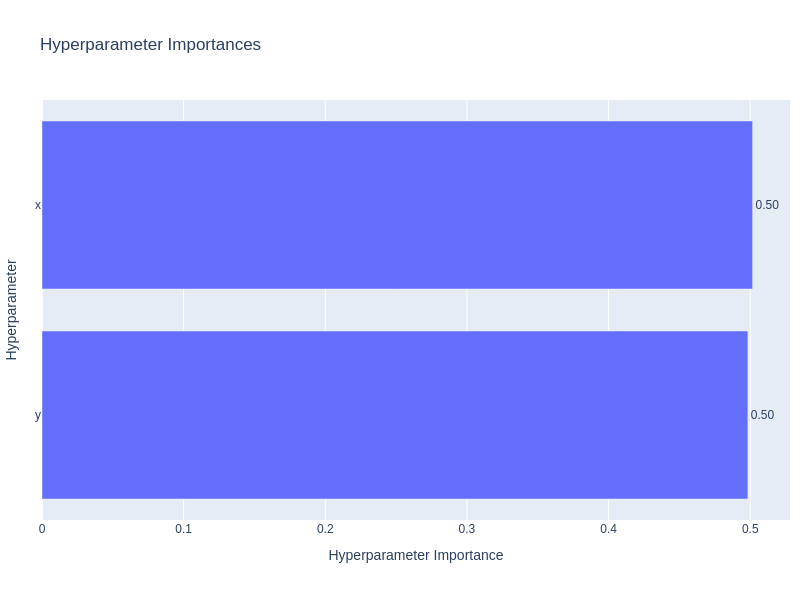 Hyperparameter Importances
Hyperparameter
x
0.50
y
0.50
0 0.1 0.2 0.3 0.4 0.5
Hyperparameter Importance